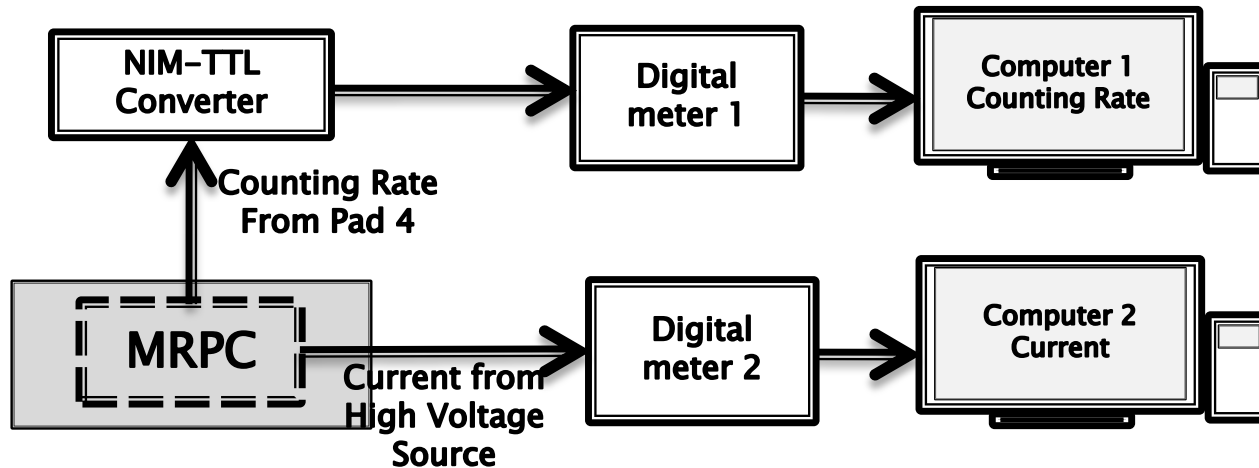 NIM-TTL
Converter
Digital
meter 1
Computer 1
Counting Rate
Counting Rate
From Pad 4
MRPC
Current from
High Voltage
Source
Digital
meter 2
Computer 2
Current